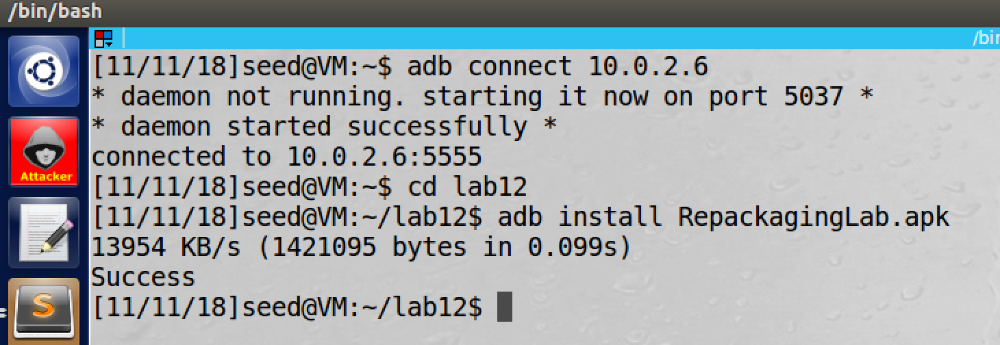 /bin/bash
/bin
[11/11/18]seed@VM:~$ adb connect 10.0.2.6
* daemon not running. starting it now on port 5037 *
* daemon started successfully *
connected to 10.0.2.6:5555
[11/11/18]seed@VM:~$ cd lab12
[11/11/18]seed@VM:~/lab12$ adb install RepackagingLab.apk
13954 KB/s (1421095 bytes in 0.099s)
Success
[11/11/18]seed@VM:~/lab12$
Attacker
S